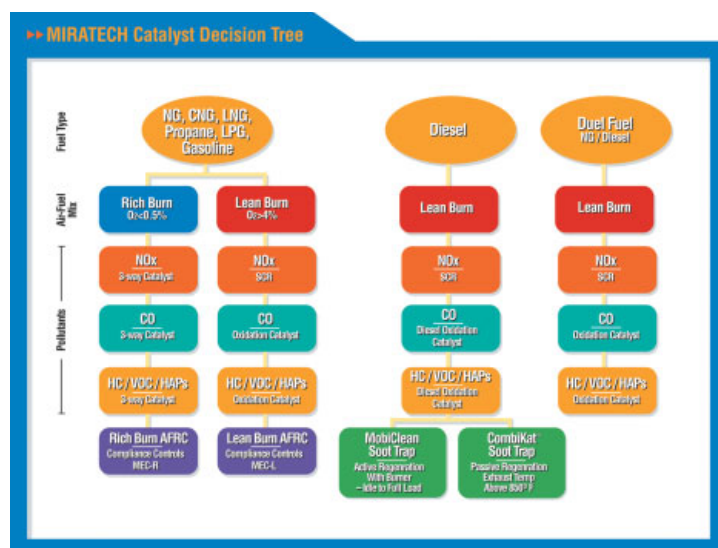 ▸▸MIRATECH Catalyst Decision Tree
Fuel Type
NG, CNG, LNG,
Propane, LPG,
Gasoline
Diesel
Duel Fuel
NG / Diesel
Air-Fuel
Mix
Rich Burn
O₂<0.5%
Lean Burn
O₂>4%
Lean Burn
Lean Burn
Pollutants
NOx
3-way Catalyst
NOx
SCR
NOx
SCR
NOx
SCR
CO
3-way Catalyst
CO
Oxidation Catalyst
CO
Diesel Oxidation
Catalyst
CO
Oxidation Catalyst
HC / VOC / HAPs
3-way Catalyst
HC / VOC / HAPs
Oxidation Catalyst
HC / VOC / HAPs
Diesel Oxidation
Catalyst
HC / VOC / HAPs
Oxidation Catalyst
Rich Burn AFRC
Compliance Controls
MEC-R
Lean Burn AFRC
Compliance Controls
MEC-L
MobiClean
Soot Trap
Active Regenration
With Burner
– Idle to Full Load
CombiKat
Soot Trap
Passive Regenration
Exhaust Temp
Above 850° F